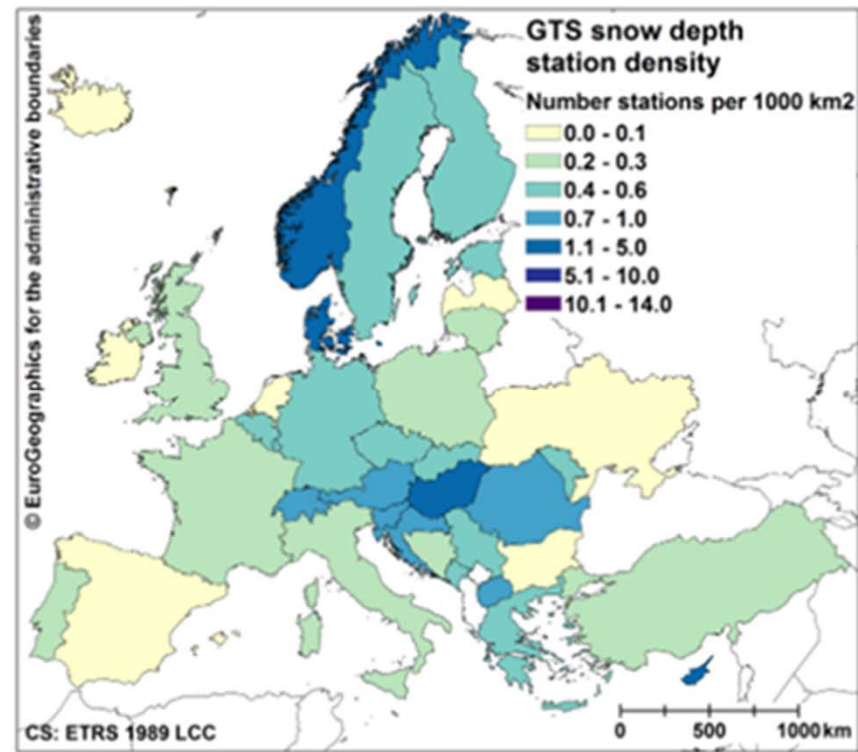 © EuroGeographics for the administrative boundaries
GTS snow depth
station density
Number stations per 1000 km2
0.0 - 0.1
0.2 - 0.3
0.4 - 0.6
0.7 - 1.0
1.1 - 5.0
5.1 - 10.0
10.1 - 14.0
CS: ETRS 1989 LCC
0 500 1000km